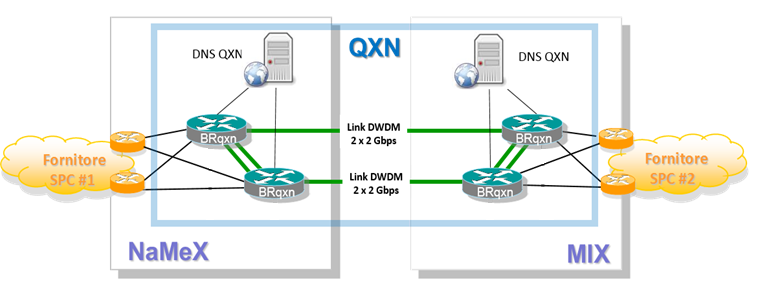 QXN
DNS QXN
DNS QXN
BRqxn
Link DWDM
2 x 2 Gbps
BRqxn
Fornitore
SPC #1
Fornitore
SPC #2
BRqxn
Link DWDM
2 x 2 Gbps
BRqxn
NaMeX
MIX